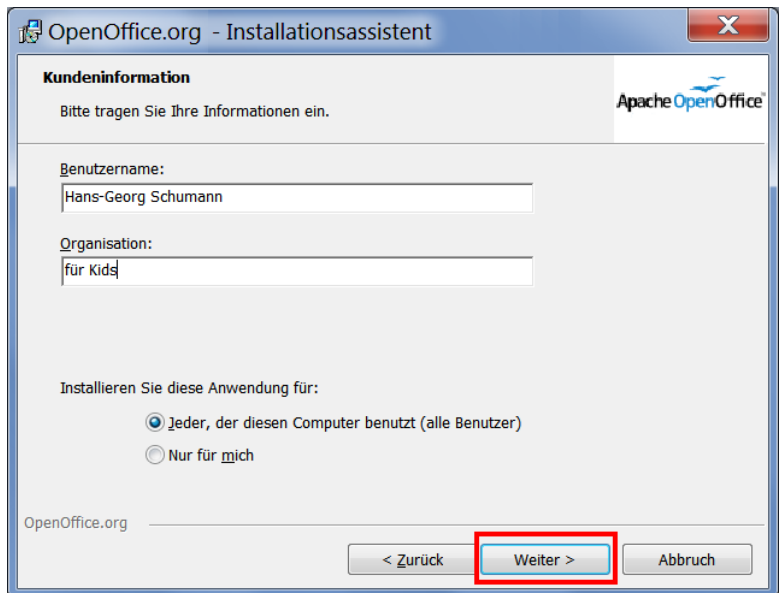 OpenOffice.org - Installationsassistent
Kundeninformation
Bitte tragen Sie Ihre Informationen ein.
Apache OpenOffice™
Benutzername:
Hans-Georg Schumann
Organisation:
für Kids
Installieren Sie diese Anwendung für:
Jeder, der diesen Computer benutzt (alle Benutzer)
Nur für mich
OpenOffice.org
< Zurück Weiter > Abbruch